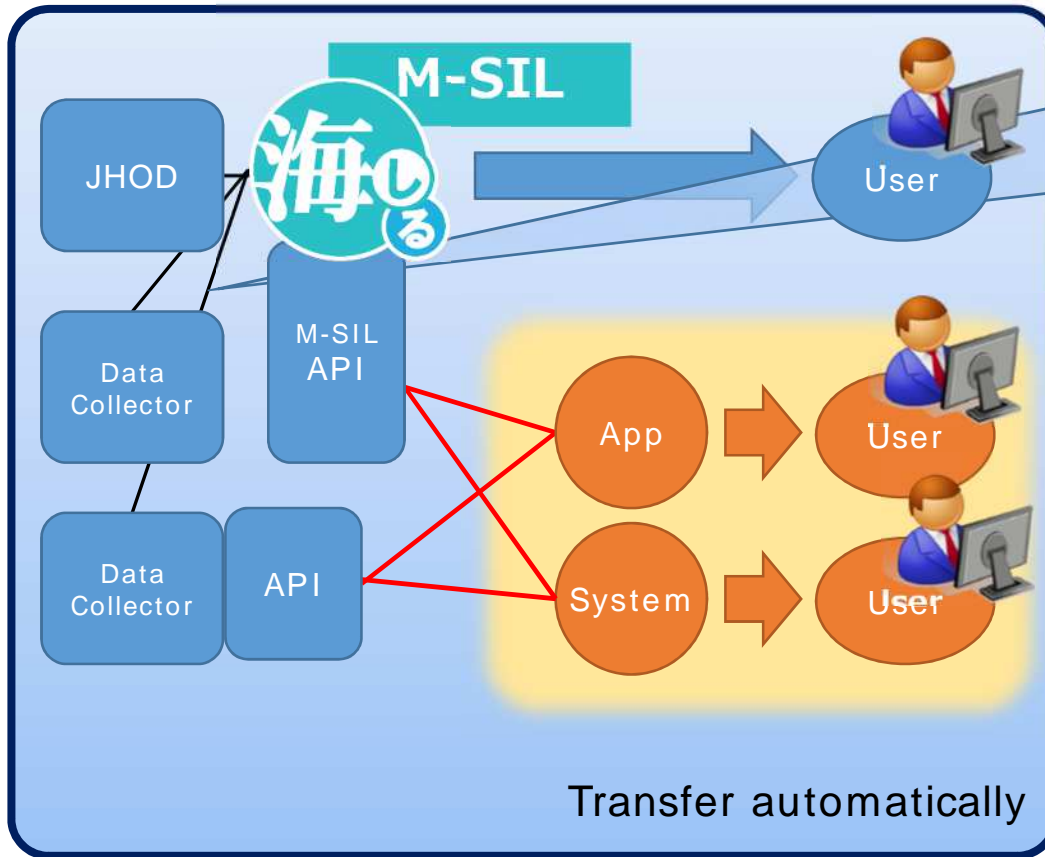 M-SIL
海しる
JHOD
User
M-SIL
API
Data
Collector
App
User
Data
Collector
API
System
User
Transfer automatically